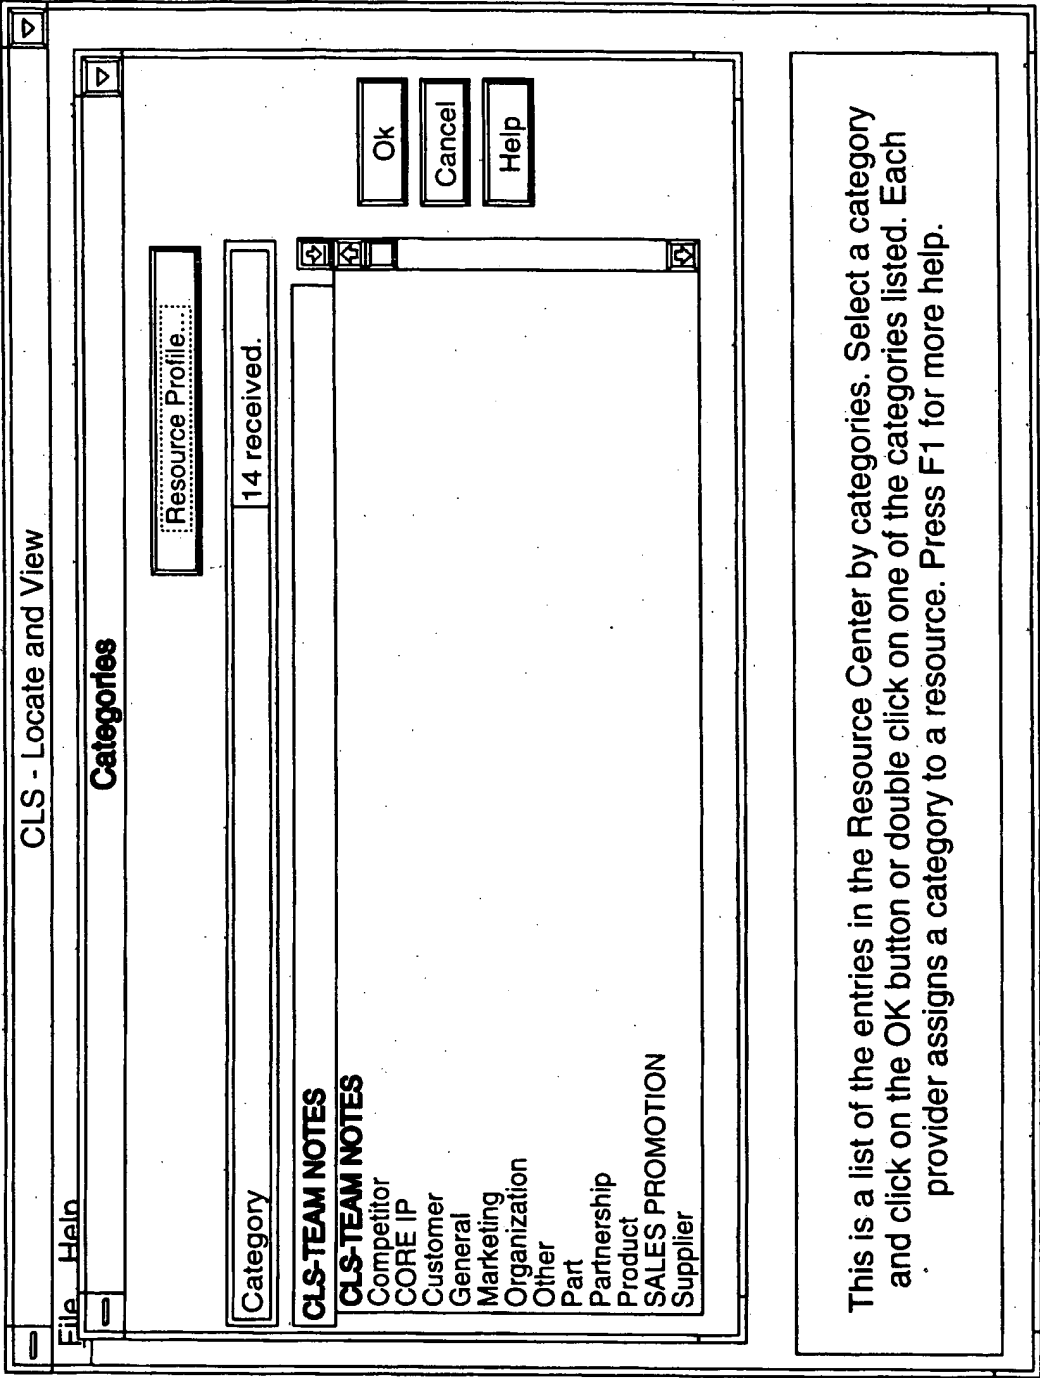 CLS - Locate and View
File Help
Categories
Resource Profile...
Category
14 received.
CLS-TEAM NOTES
CLS-TEAM NOTES
Competitor
CORE IP
Customer
General
Marketing
Organization
Other
Part
Partnership
Product
SALES PROMOTION
Supplier
Ok
Cancel
Help
This is a list of the entries in the Resource Center by categories. Select a category
and click on the OK button or double click on one of the categories listed. Each
provider assigns a category to a resource. Press F1 for more help.